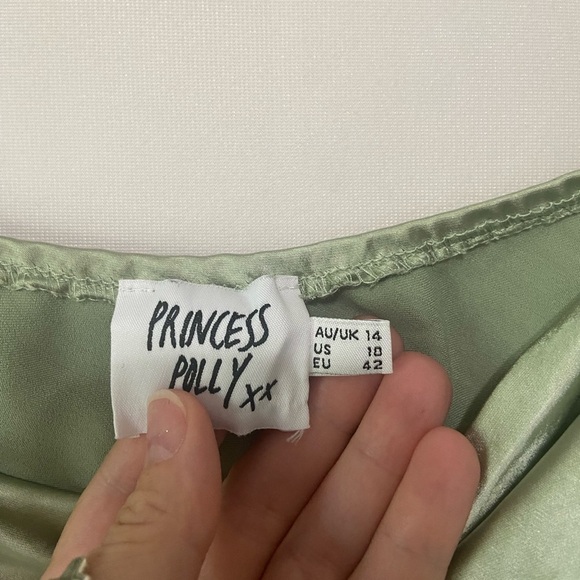 PRINCESS
POLLY xx
AU/UK 14
US 10
EU 42